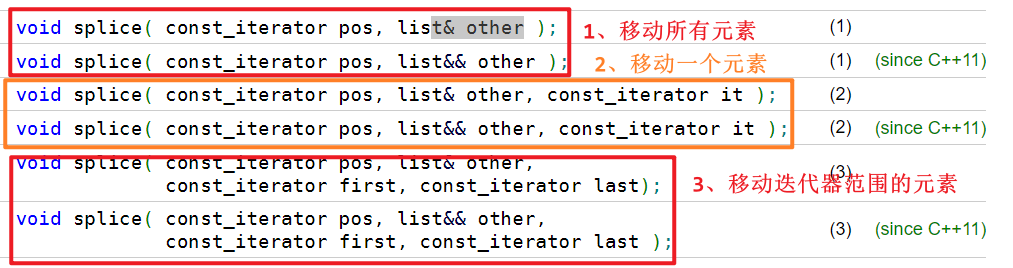 void splice( const_iterator pos, list& other ); 1、移动所有元素 (1)
void splice( const_iterator pos, list&& other ); 2、移动一个元素 (1) (since C++11)
void splice( const_iterator pos, list& other, const_iterator it ); (2)
void splice( const_iterator pos, list&& other, const_iterator it ); (2) (since C++11)
void splice( const_iterator pos, list& other, (3)
const_iterator first, const_iterator last); 3、移动迭代器范围的元素
void splice( const_iterator pos, list&& other,
const_iterator first, const_iterator last ); (3) (since C++11)